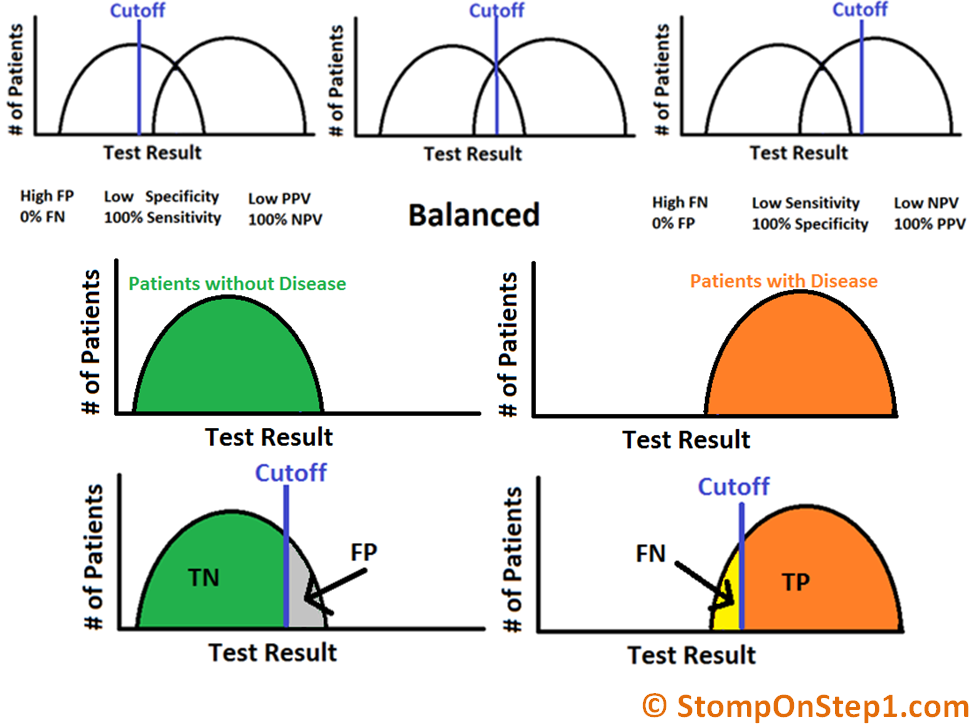 Cutoff
# of Patients
Test Result
High FP Low Specificity Low PPV
0% FN 100% Sensitivity 100% NPV
Cutoff
# of Patients
Test Result
Balanced
Cutoff
# of Patients
Test Result
High FN Low Sensitivity Low NPV
0% FP 100% Specificity 100% PPV
Patients without Disease
# of Patients
Test Result
Patients with Disease
# of Patients
Test Result
Cutoff
# of Patients
TN
FP
Test Result
Cutoff
# of Patients
FN
TP
Test Result
© StompOnStep1.com